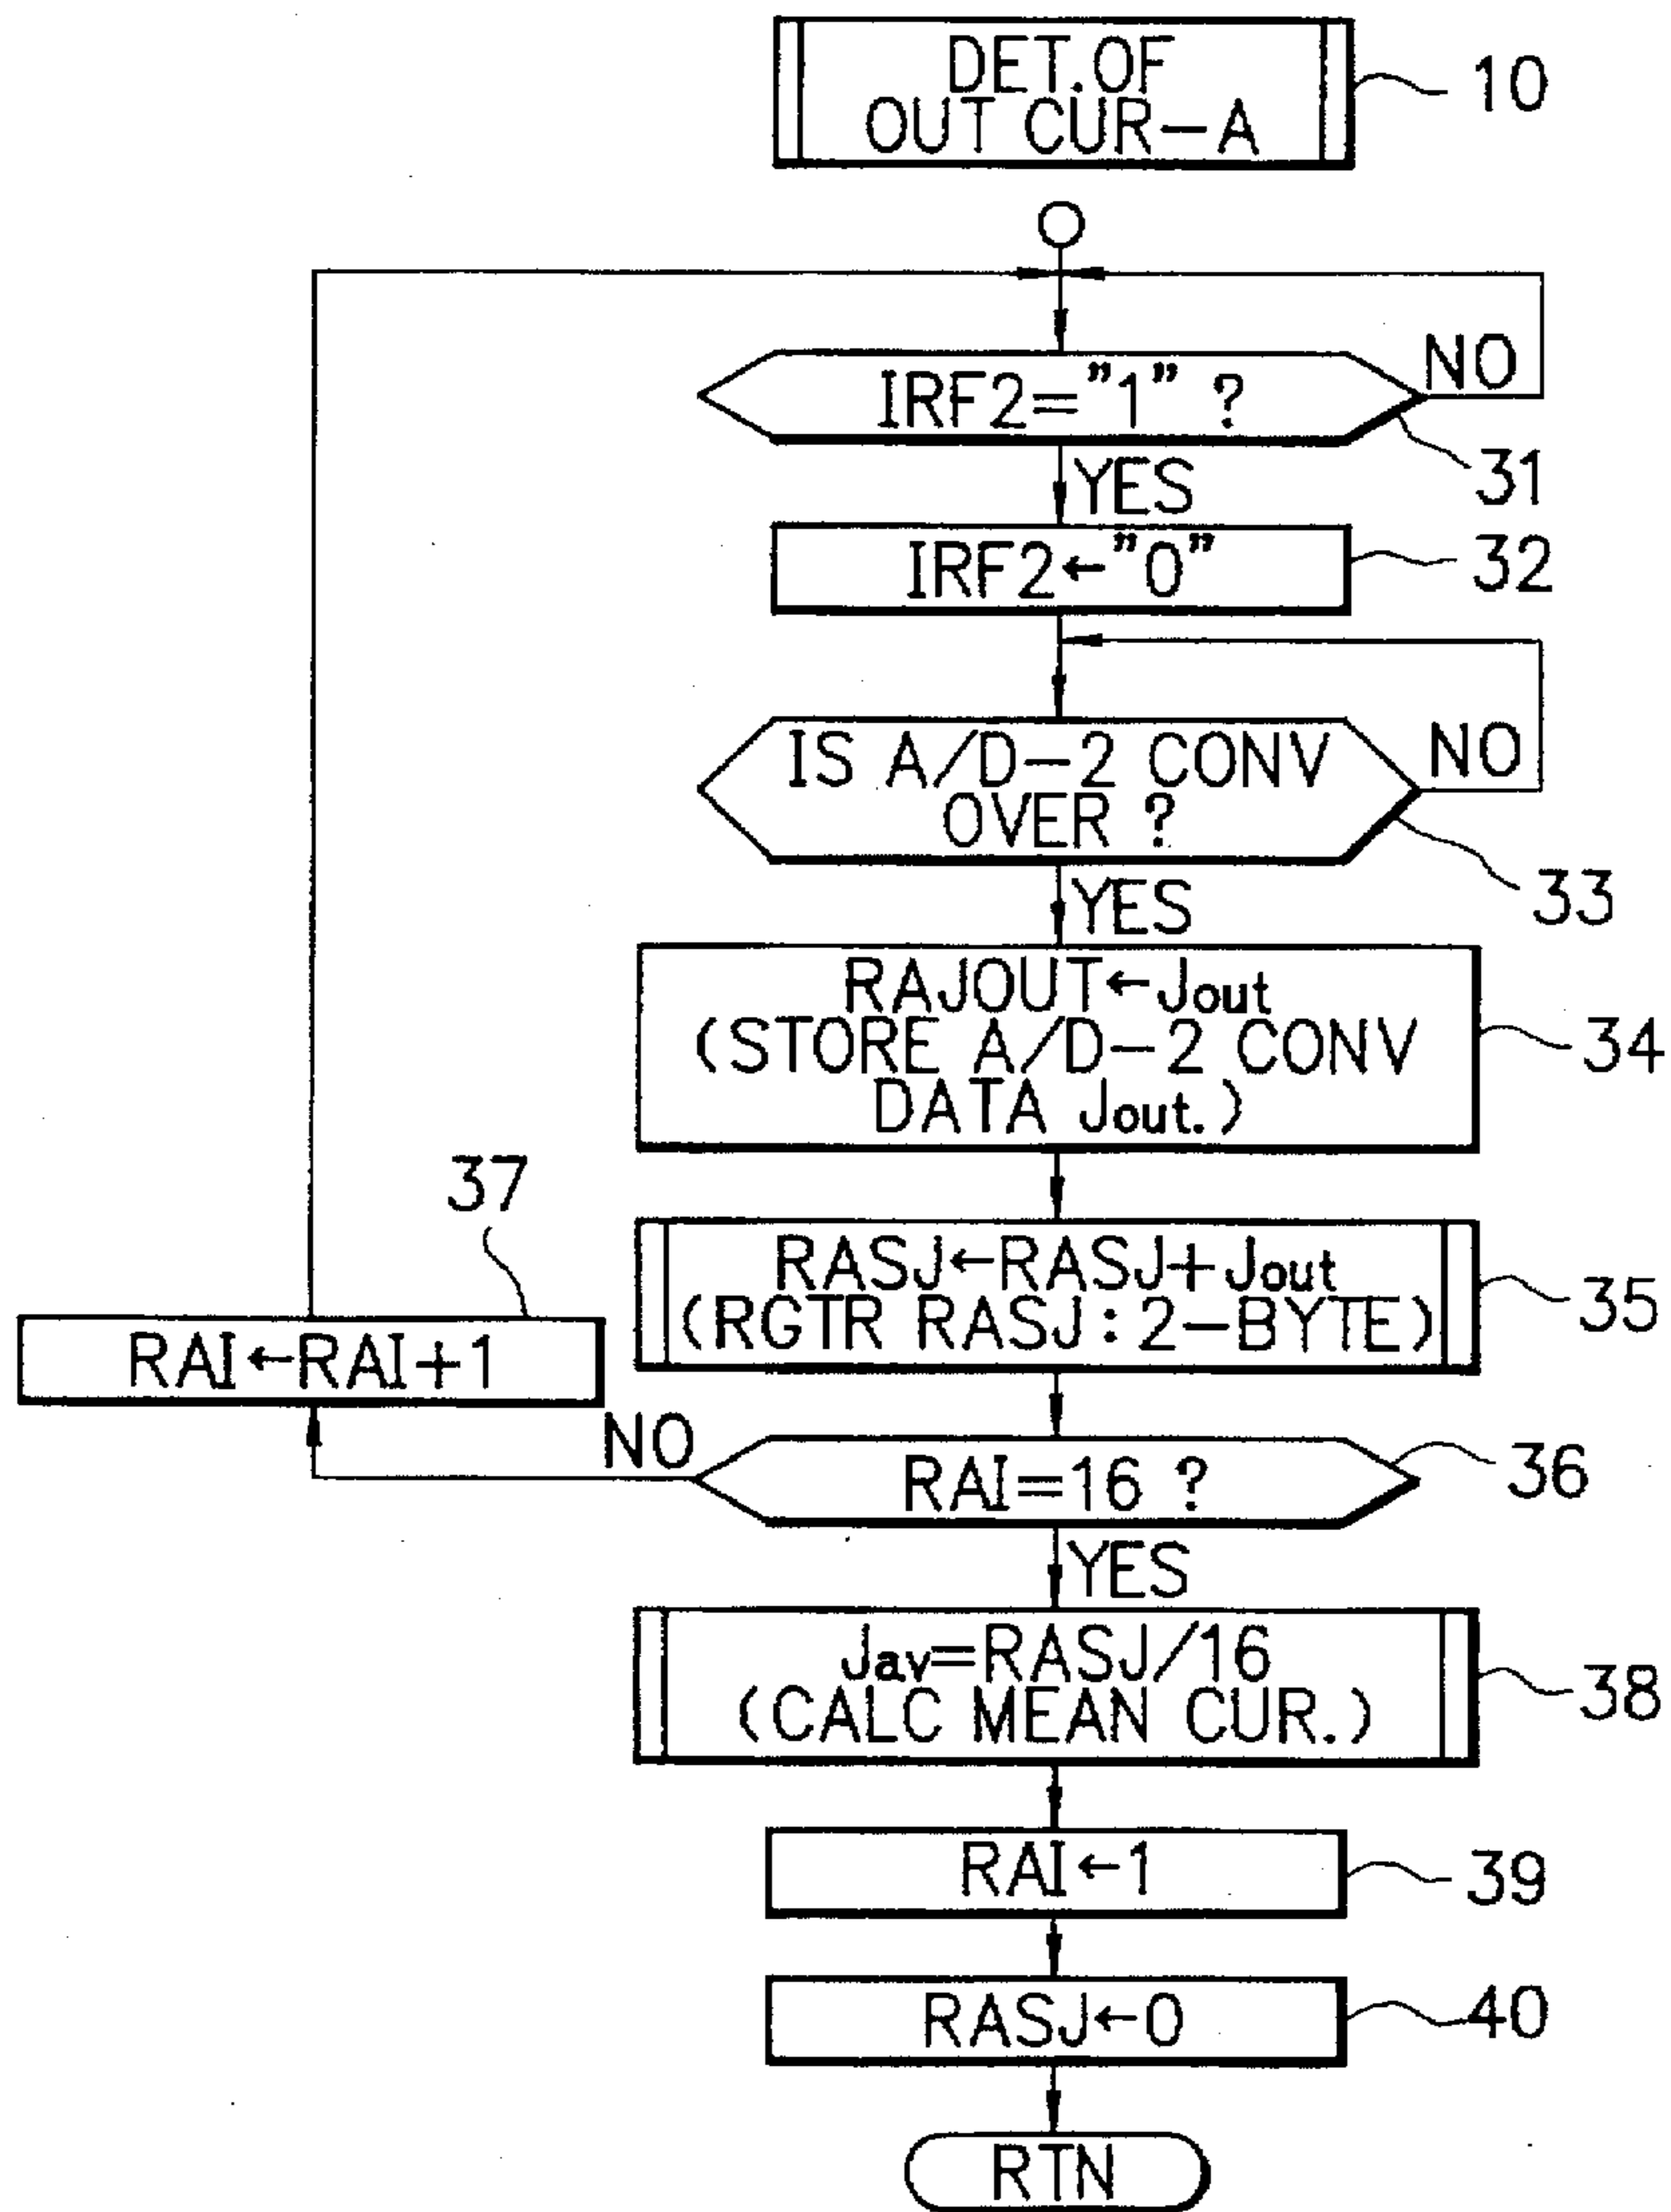 DET.OF
OUT CUR-A
10
IRF2="1" ?
NO
31
YES
IRF2←"0"
32
IS A/D-2 CONV
OVER ?
NO
33
YES
RAJOUT←Jout
(STORE A/D-2 CONV
DATA Jout.)
34
RASJ←RASJ+Jout
(RGTR RASJ:2-BYTE)
35
37
RAI←RAI+1
NO
RAI=16 ?
36
YES
Jav=RASJ/16
(CALC MEAN CUR.)
38
RAI←1
39
RASJ←0
40
RTN